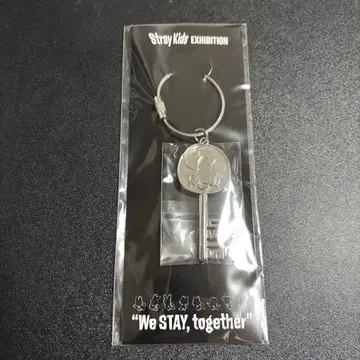 Stray Kids EXHIBITION
"We STAY, together"